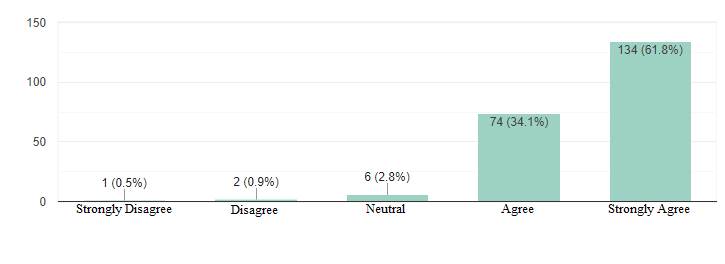 150
134 (61.8%)
100
74 (34.1%)
50
6 (2.8%)
2 (0.9%)
1 (0.5%)
0
Strongly Disagree
Disagree
Neutral
Agree
Strongly Agree